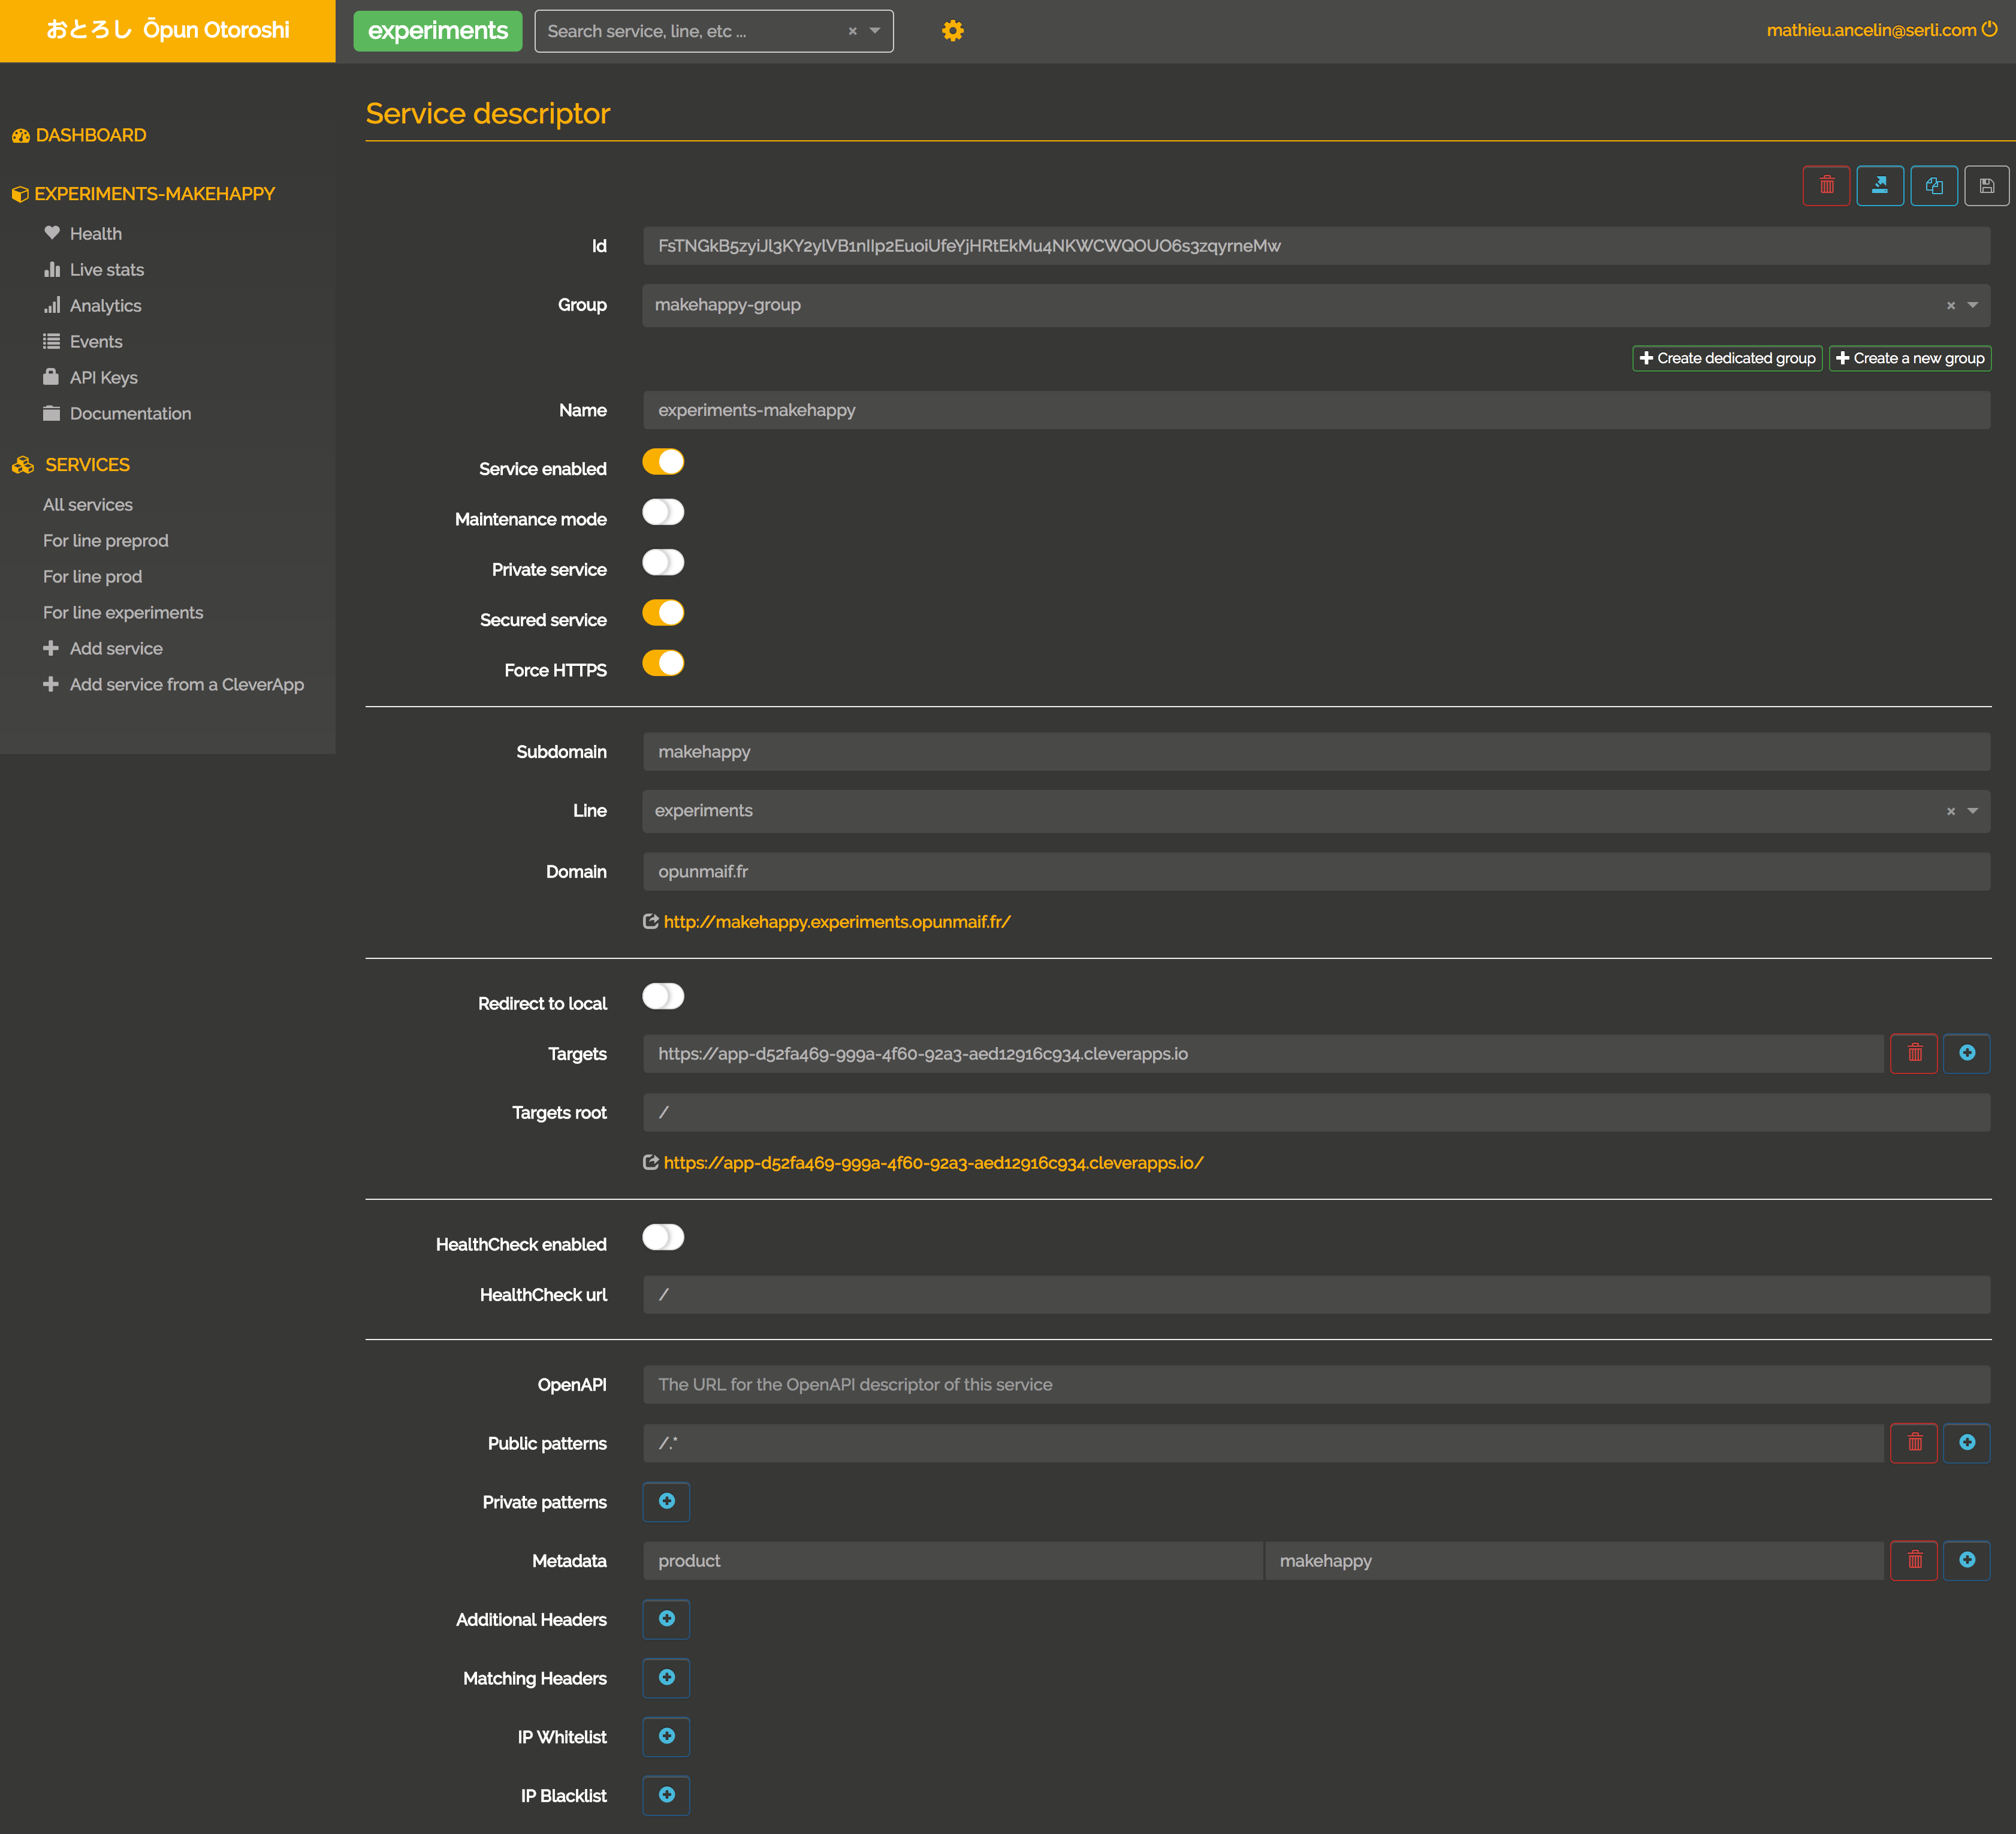 おとろし Ōpun Otoroshi
experiments
Search service, line, etc ...
mathieu.ancelin@serli.com
DASHBOARD
EXPERIMENTS-MAKEHAPPY
Health
Live stats
Analytics
Events
API Keys
Documentation
SERVICES
All services
For line preprod
For line prod
For line experiments
Add service
Add service from a CleverApp
Service descriptor
Id FsTNGkB5zyiJl3KY2ylVB1nIIp2EuoiUfeYjHRtEkMu4NKWCWQOUO6s3zqyrneMw
Group makehappy-group
Create dedicated group Create a new group
Name experiments-makehappy
Service enabled
Maintenance mode
Private service
Secured service
Force HTTPS
Subdomain makehappy
Line experiments
Domain opunmaif.fr
http://makehappy.experiments.opunmaif.fr/
Redirect to local
Targets https://app-d52fa469-999a-4f60-92a3-aed12916c934.cleverapps.io
Targets root /
https://app-d52fa469-999a-4f60-92a3-aed12916c934.cleverapps.io/
HealthCheck enabled
HealthCheck url /
OpenAPI The URL for the OpenAPI descriptor of this service
Public patterns /.*
Private patterns
Metadata product makehappy
Additional Headers
Matching Headers
IP Whitelist
IP Blacklist